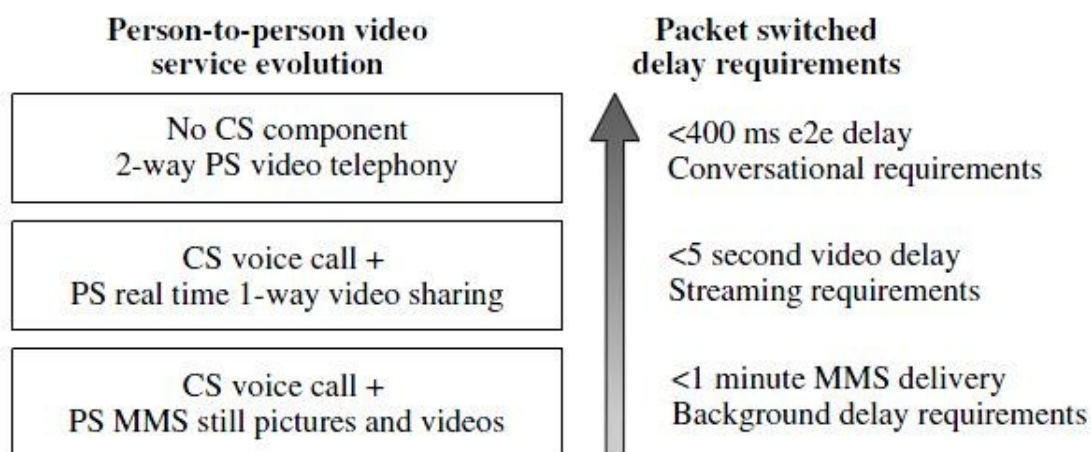 Person-to-person video
service evolution
Packet switched
delay requirements
No CS component
2-way PS video telephony
<400 ms e2e delay
Conversational requirements
CS voice call +
PS real time 1-way video sharing
<5 second video delay
Streaming requirements
CS voice call +
PS MMS still pictures and videos
<1 minute MMS delivery
Background delay requirements